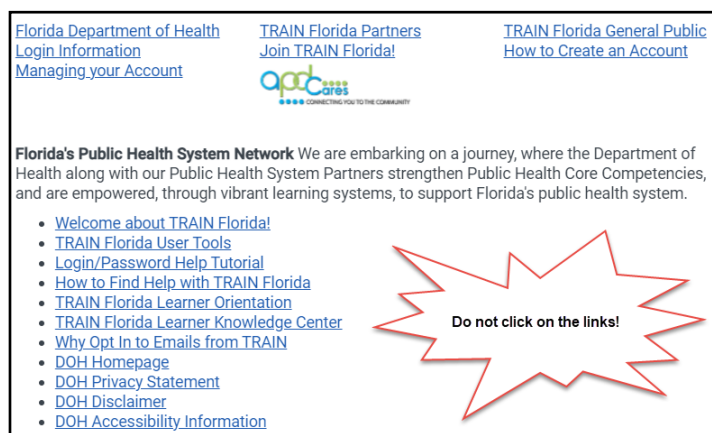 Florida Department of Health
Login Information
Managing your Account
TRAIN Florida Partners
Join TRAIN Florida!
apdCares
CONNECTING YOU TO THE COMMUNITY
TRAIN Florida General Public
How to Create an Account
Florida's Public Health System Network We are embarking on a journey, where the Department of
Health along with our Public Health System Partners strengthen Public Health Core Competencies,
and are empowered, through vibrant learning systems, to support Florida's public health system.
Welcome about TRAIN Florida!
TRAIN Florida User Tools
Login/Password Help Tutorial
How to Find Help with TRAIN Florida
TRAIN Florida Learner Orientation
TRAIN Florida Learner Knowledge Center
Why Opt In to Emails from TRAIN
DOH Homepage
DOH Privacy Statement
DOH Disclaimer
DOH Accessibility Information
Do not click on the links!